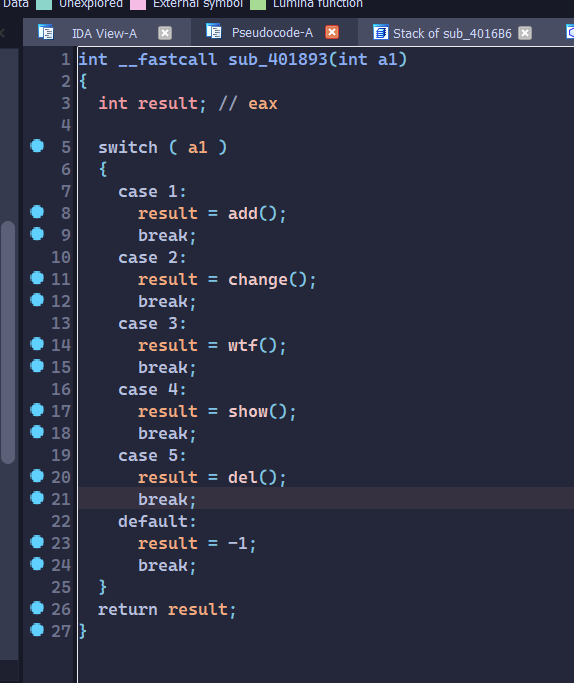 Data Unexplored External symbol Lumina function
IDA View-A Pseudocode-A Stack of sub_4016B6
1 int __fastcall sub_401893(int a1)
2 {
3 int result; // eax
4
5 switch ( a1 )
6 {
7 case 1:
8 result = add();
9 break;
10 case 2:
11 result = change();
12 break;
13 case 3:
14 result = wtf();
15 break;
16 case 4:
17 result = show();
18 break;
19 case 5:
20 result = del();
21 break;
22 default:
23 result = -1;
24 break;
25 }
26 return result;
27 }